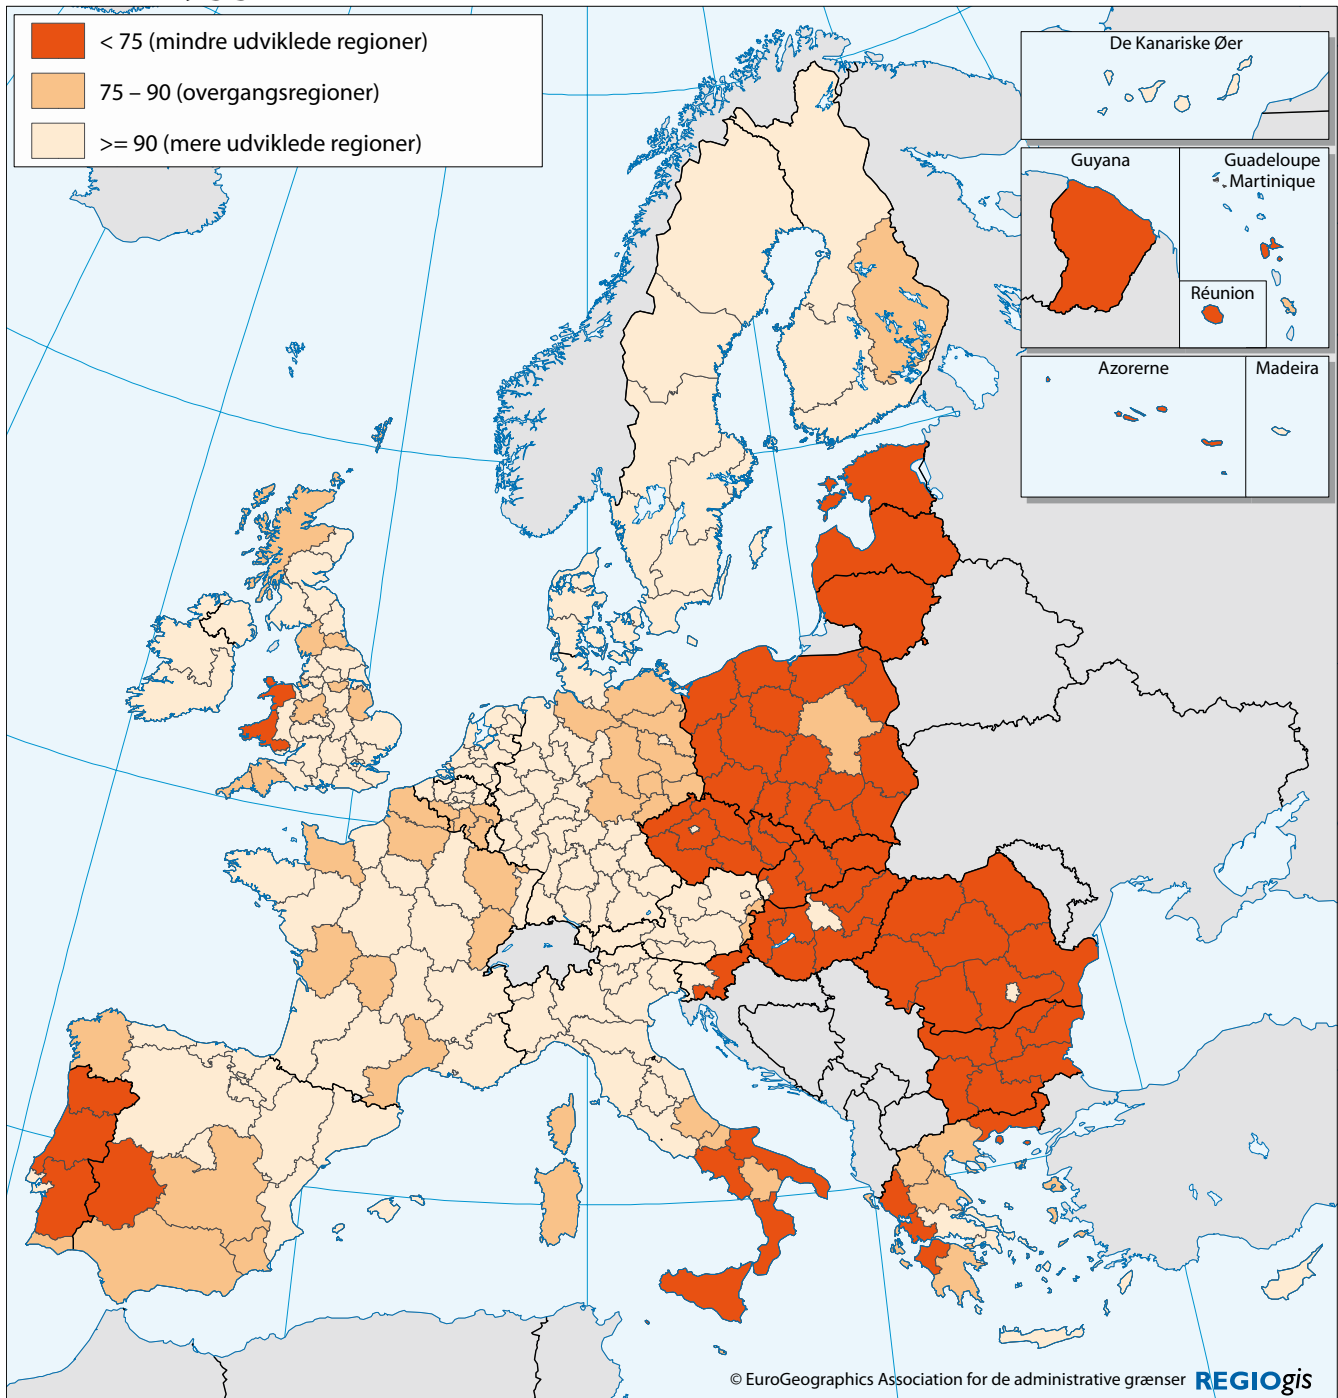 < 75 (mindre udviklede regioner)
75 – 90 (overgangsregioner)
>= 90 (mere udviklede regioner)
De Kanariske Øer
Guyana
Guadeloupe
Martinique
Réunion
Azorerne
Madeira
© EuroGeographics Association for de administrative grænser
REGIOgis